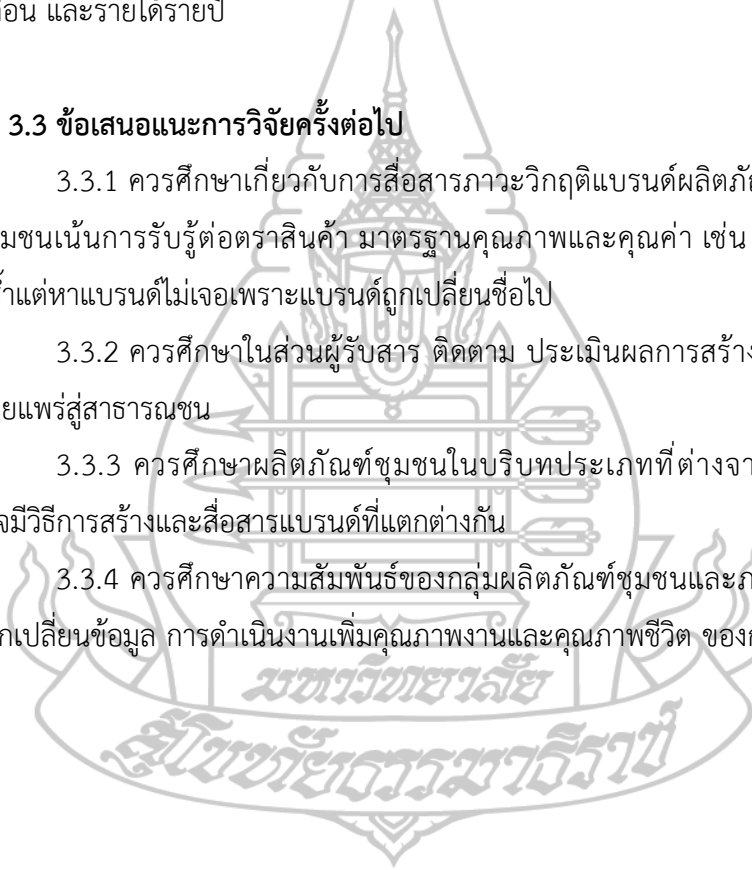 และรายได้รายปี
3.3 ข้อเสนอแนะการวิจัยครั้งต่อไป
3.3.1 ควรศึกษาเกี่ยวกับการสื่อสารภาวะวิกฤติแบรนด์
มชนเน้นการรับรู้ต่อตราสินค้า มาตรฐานคุณภาพและคุณค่า เช่น
แต่หาแบรนด์ไม่เจอเพราะแบรนด์ถูกเปลี่ยนชื่อไป
3.3.2 ควรศึกษาในส่วนผู้รับสาร ติดตาม ประเมินผลการสร้าง
ยแพร่สู่สาธารณชน
3.3.3 ควรศึกษาผลิตภัณฑ์ชุมชนในบริบทประเภทที่ต่างจา
จมีวิธีการสร้างและสื่อสารแบรนด์ที่แตกต่างกัน
3.3.4 ควรศึกษาความสัมพันธ์ของกลุ่มผลิตภัณฑ์ชุมชนและภ
กเปลี่ยนข้อมูล การดำเนินงานเพิ่มคุณภาพงานและคุณภาพชีวิต
มหาวิทยาลัย
สุโขทัยธรรมาธิราช